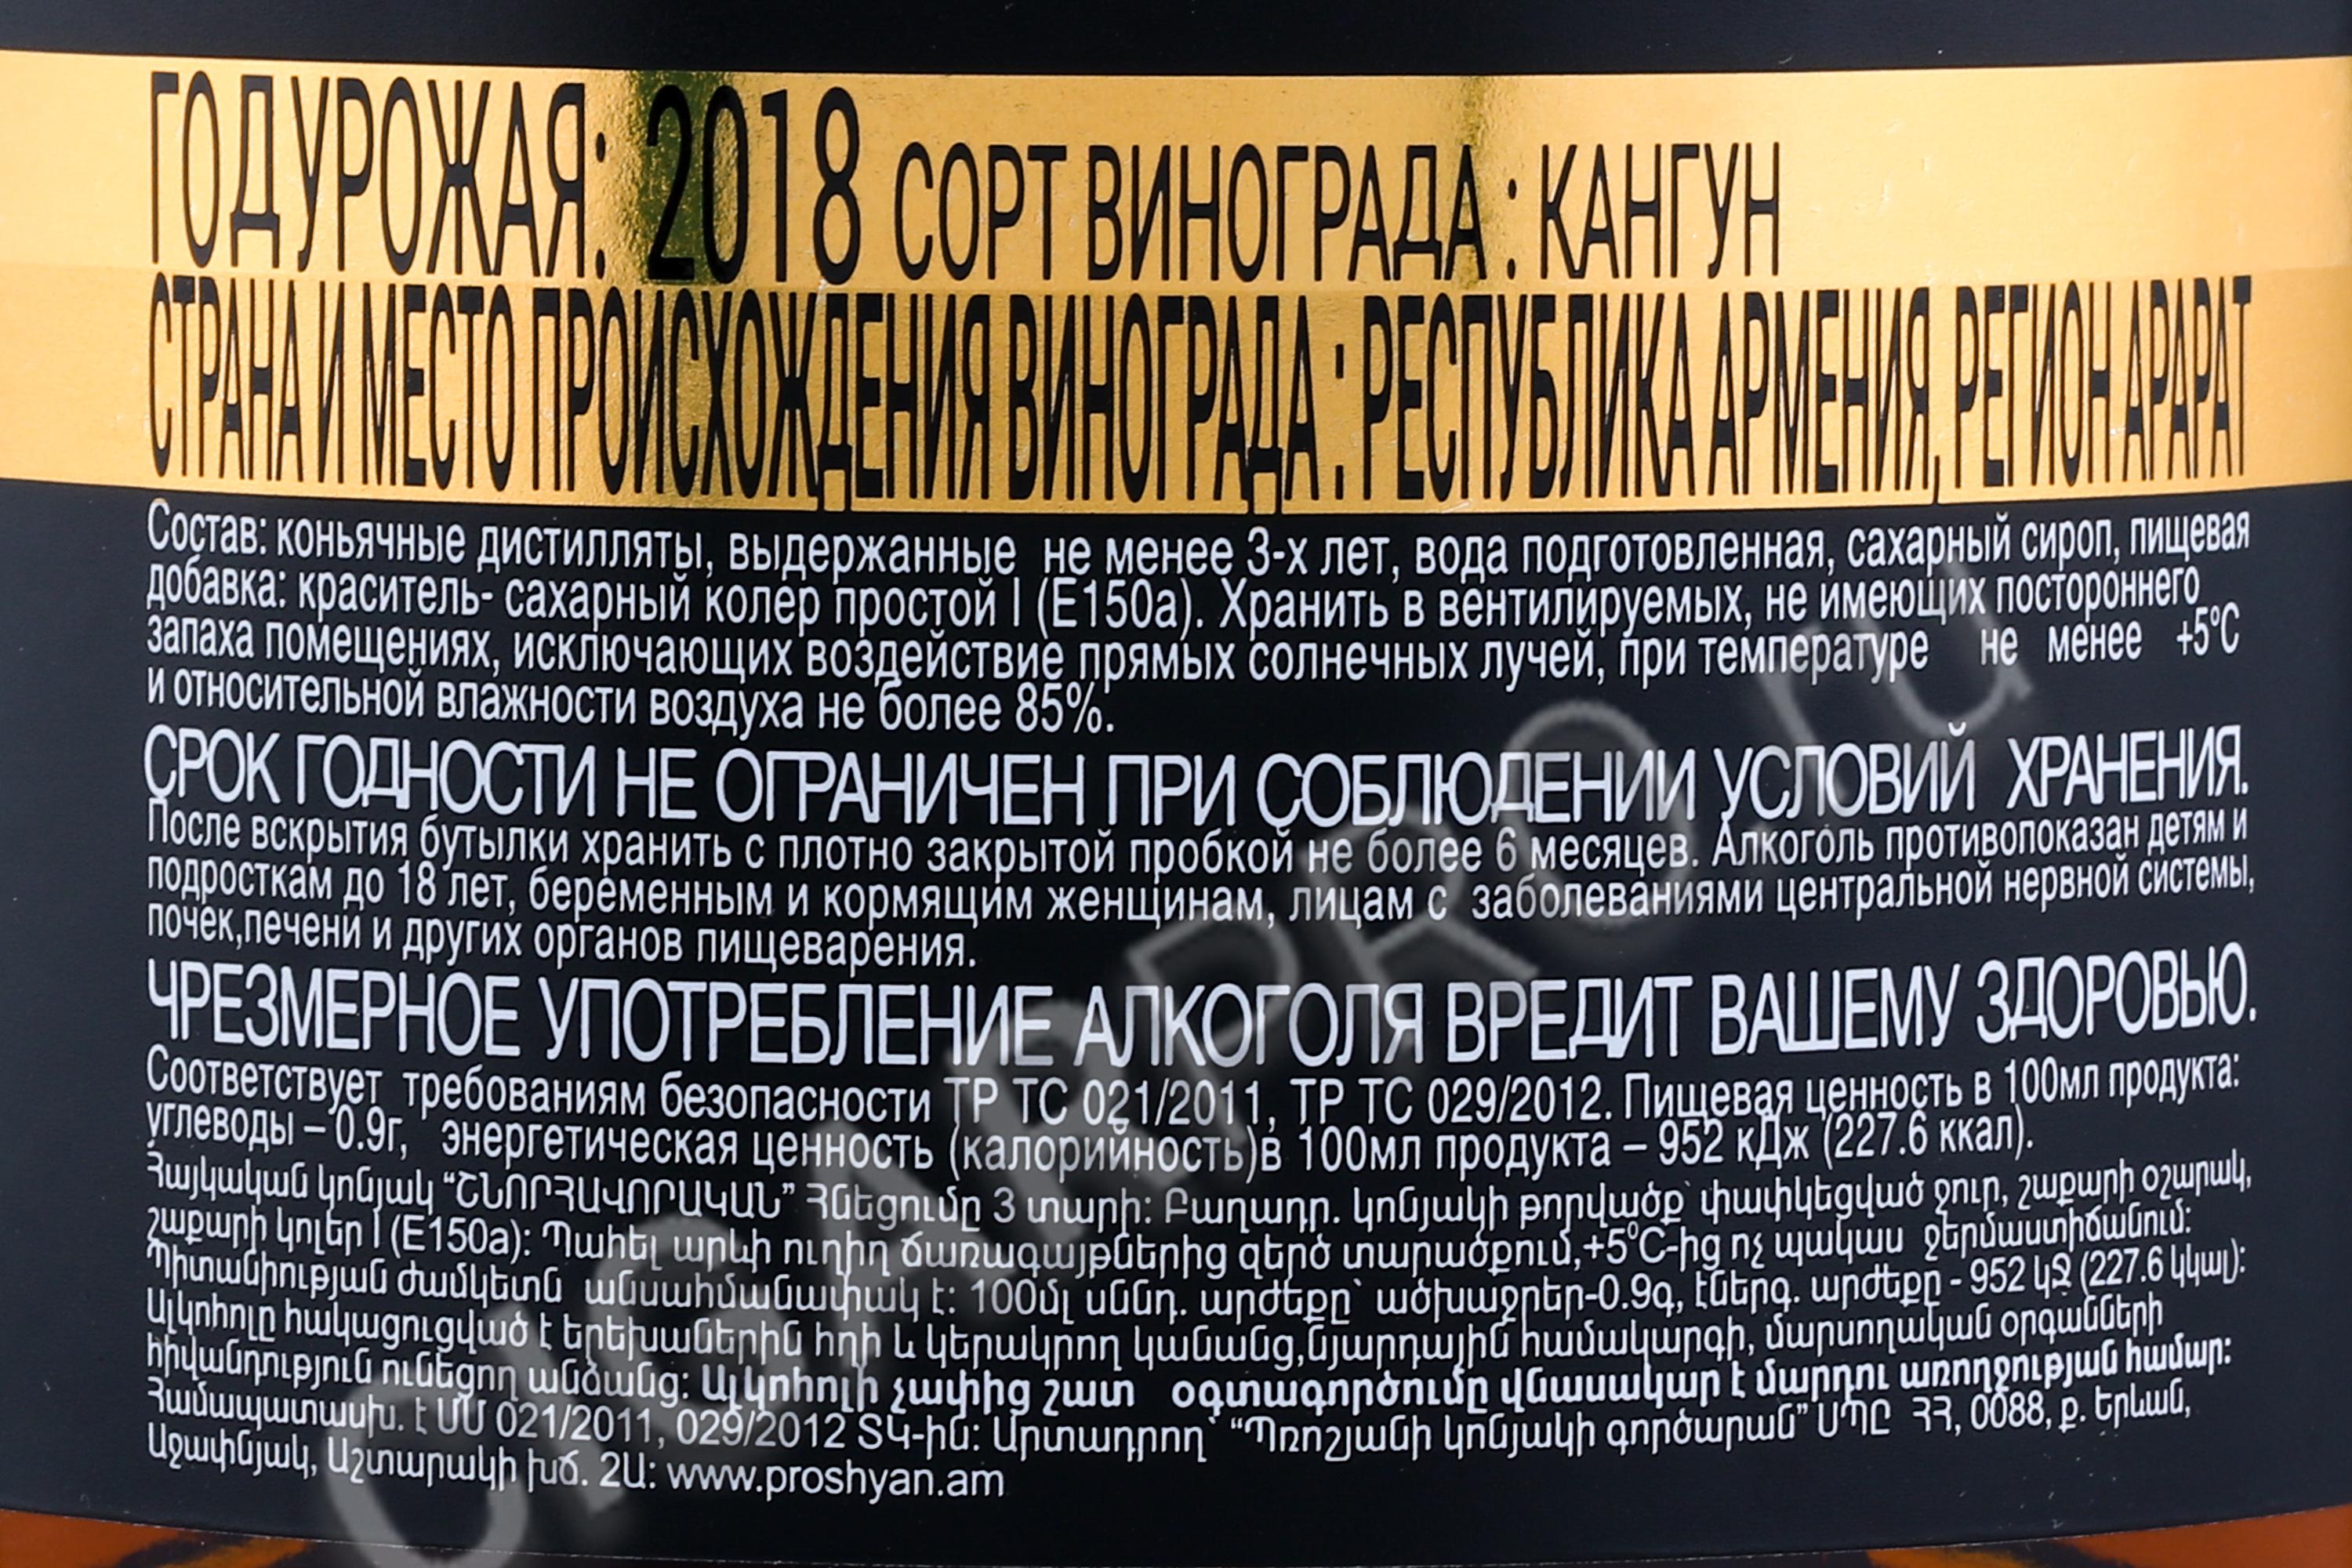 ГОД УРОЖАЯ: 2018 СОРТ ВИНОГРАДА : КАНГУН
СТРАНА И МЕСТО ПРОИСХОЖДЕНИЯ ВИНОГРАДА : РЕСПУБЛИКА АРМЕНИЯ, РЕГИОН АРАРАТ
Состав: коньячные дистилляты, выдержанные не менее 3-х лет, вода подготовленная, сахарный сироп, пищевая
добавка: краситель- сахарный колер простой I (Е150а). Хранить в вентилируемых, не имеющих постороннего
запаха помещениях, исключающих воздействие прямых солнечных лучей, при температуре не менее +5°С
и относительной влажности воздуха не более 85%.
СРОК ГОДНОСТИ НЕ ОГРАНИЧЕН ПРИ СОБЛЮДЕНИИ УСЛОВИЙ ХРАНЕНИЯ.
После вскрытия бутылки хранить с плотно закрытой пробкой не более 6 месяцев. Алкоголь противопоказан детям и
подросткам до 18 лет, беременным и кормящим женщинам, лицам с заболеваниями центральной нервной системы,
почек,печени и других органов пищеварения.
ЧРЕЗМЕРНОЕ УПОТРЕБЛЕНИЕ АЛКОГОЛЯ ВРЕДИТ ВАШЕМУ ЗДОРОВЬЮ.
Соответствует требованиям безопасности ТР ТС 021/2011, ТР ТС 029/2012. Пищевая ценность в 100мл продукта:
углеводы – 0.9г, энергетическая ценность (калорийность)в 100мл продукта – 952 кДж (227.6 ккал).
Հայկական կոնյակ “ՇՆՈՐՀԱՎՈՐԱԿԱՆ” Հնեցումը 3 տարի: Բաղադր. կոնյակի թորվածք՝ փափկեցված ջուր, շաքարի օշարակ,
շաքարի կոլեր I (E150a): Պահել արևի ուղիղ ճառագայթներից զերծ տարածքում,+5°C-ից ոչ պակաս ջերմաստիճանում:
Պիտանիության ժամկետն անսահմանափակ է: 100մլ սննդ. արժեքը՝ ածխաջրեր-0.9գ, էներգ. արժեքը - 952 կՋ (227.6 կկալ):
Ալկոհոլը հակացուցված է երեխաներին հղի և կերակրող կանանց,նյարդային համակարգի, մարսողական օրգանների
հիվանդություն ունեցող անձանց: Ալկոհոլի չափից շատ օգտագործումը վնասակար է մարդու առողջության համար:
Համապատասխ. է ՄՄ 021/2011, 029/2012 ՏԿ-ին: Արտադրող՝ “Պռոշյանի կոնյակի գործարան” ՍՊԸ ՀՀ, 0088, ք. Երևան,
Աջափնյակ, Աշտարակի խճ. 2Ա: www.proshyan.am
CIGARPRO.ru